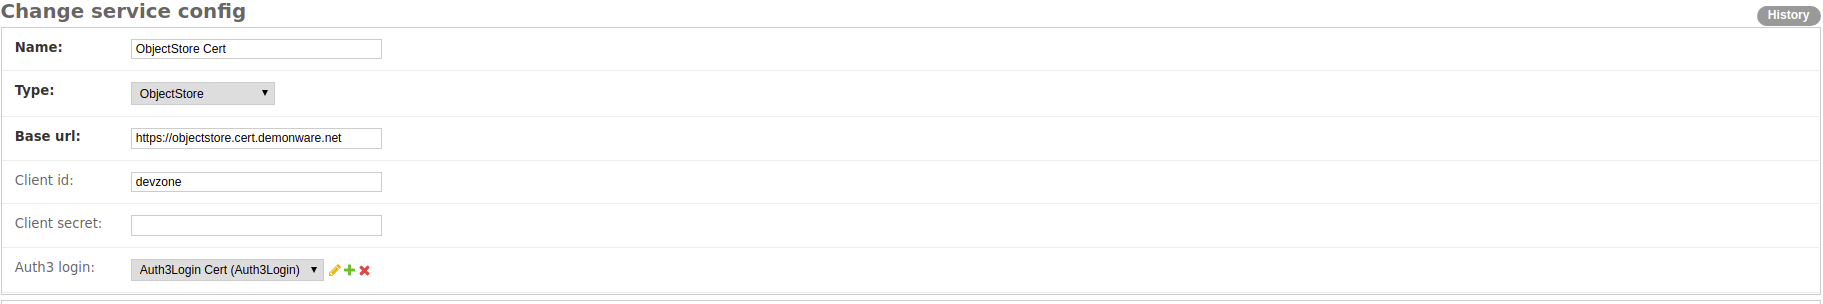 Change service config
History
Name: ObjectStore Cert
Type: ObjectStore
Base url: https://objectstore.cert.demonware.net
Client id: devzone
Client secret:
Auth3 login: Auth3Login Cert (Auth3Login)